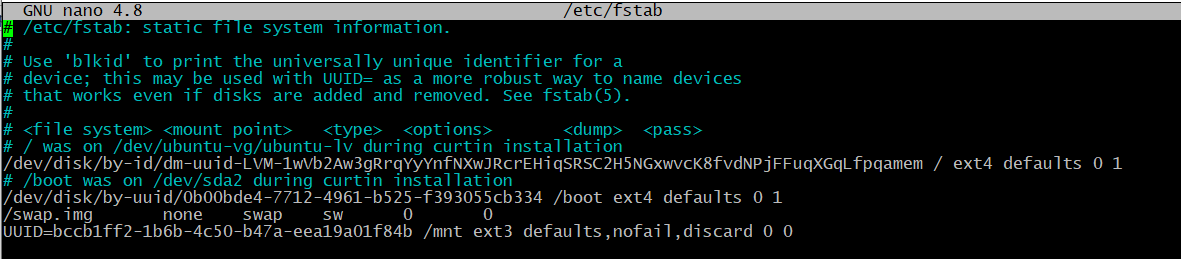 GNU nano 4.8 /etc/fstab
# /etc/fstab: static file system information.
#
# Use 'blkid' to print the universally unique identifier for a
# device; this may be used with UUID= as a more robust way to name devices
# that works even if disks are added and removed. See fstab(5).
#
# <file system> <mount point>   <type>  <options>       <dump>  <pass>
# / was on /dev/ubuntu-vg/ubuntu-lv during curtin installation
/dev/disk/by-id/dm-uuid-LVM-1wVb2Aw3gRrqYyYnfNXwJRcrEHiqSRSC2H5NGxwvcK8fvdNPjFFuqXGqLfpqamem / ext4 defaults 0 1
# /boot was on /dev/sda2 during curtin installation
/dev/disk/by-uuid/0b00bde4-7712-4961-b525-f393055cb334 /boot ext4 defaults 0 1
/swap.img       none    swap    sw      0       0
UUID=bccb1ff2-1b6b-4c50-b47a-eea19a01f84b /mnt ext3 defaults,nofail,discard 0 0